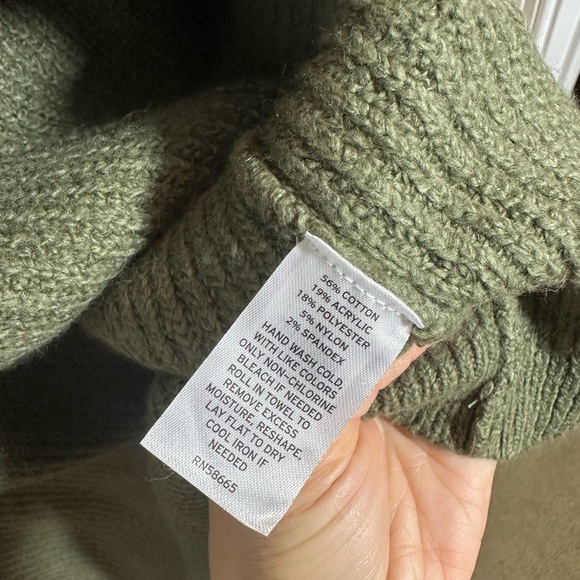 56% COTTON
19% ACRYLIC
18% POLYESTER
5% NYLON
2% SPANDEX
HAND WASH COLD,
WITH LIKE COLORS
ONLY NON-CHLORINE
BLEACH IF NEEDED
ROLL IN TOWEL TO
REMOVE EXCESS
MOISTURE, RESHAPE,
LAY FLAT TO DRY
COOL IRON IF
NEEDED
RN58665